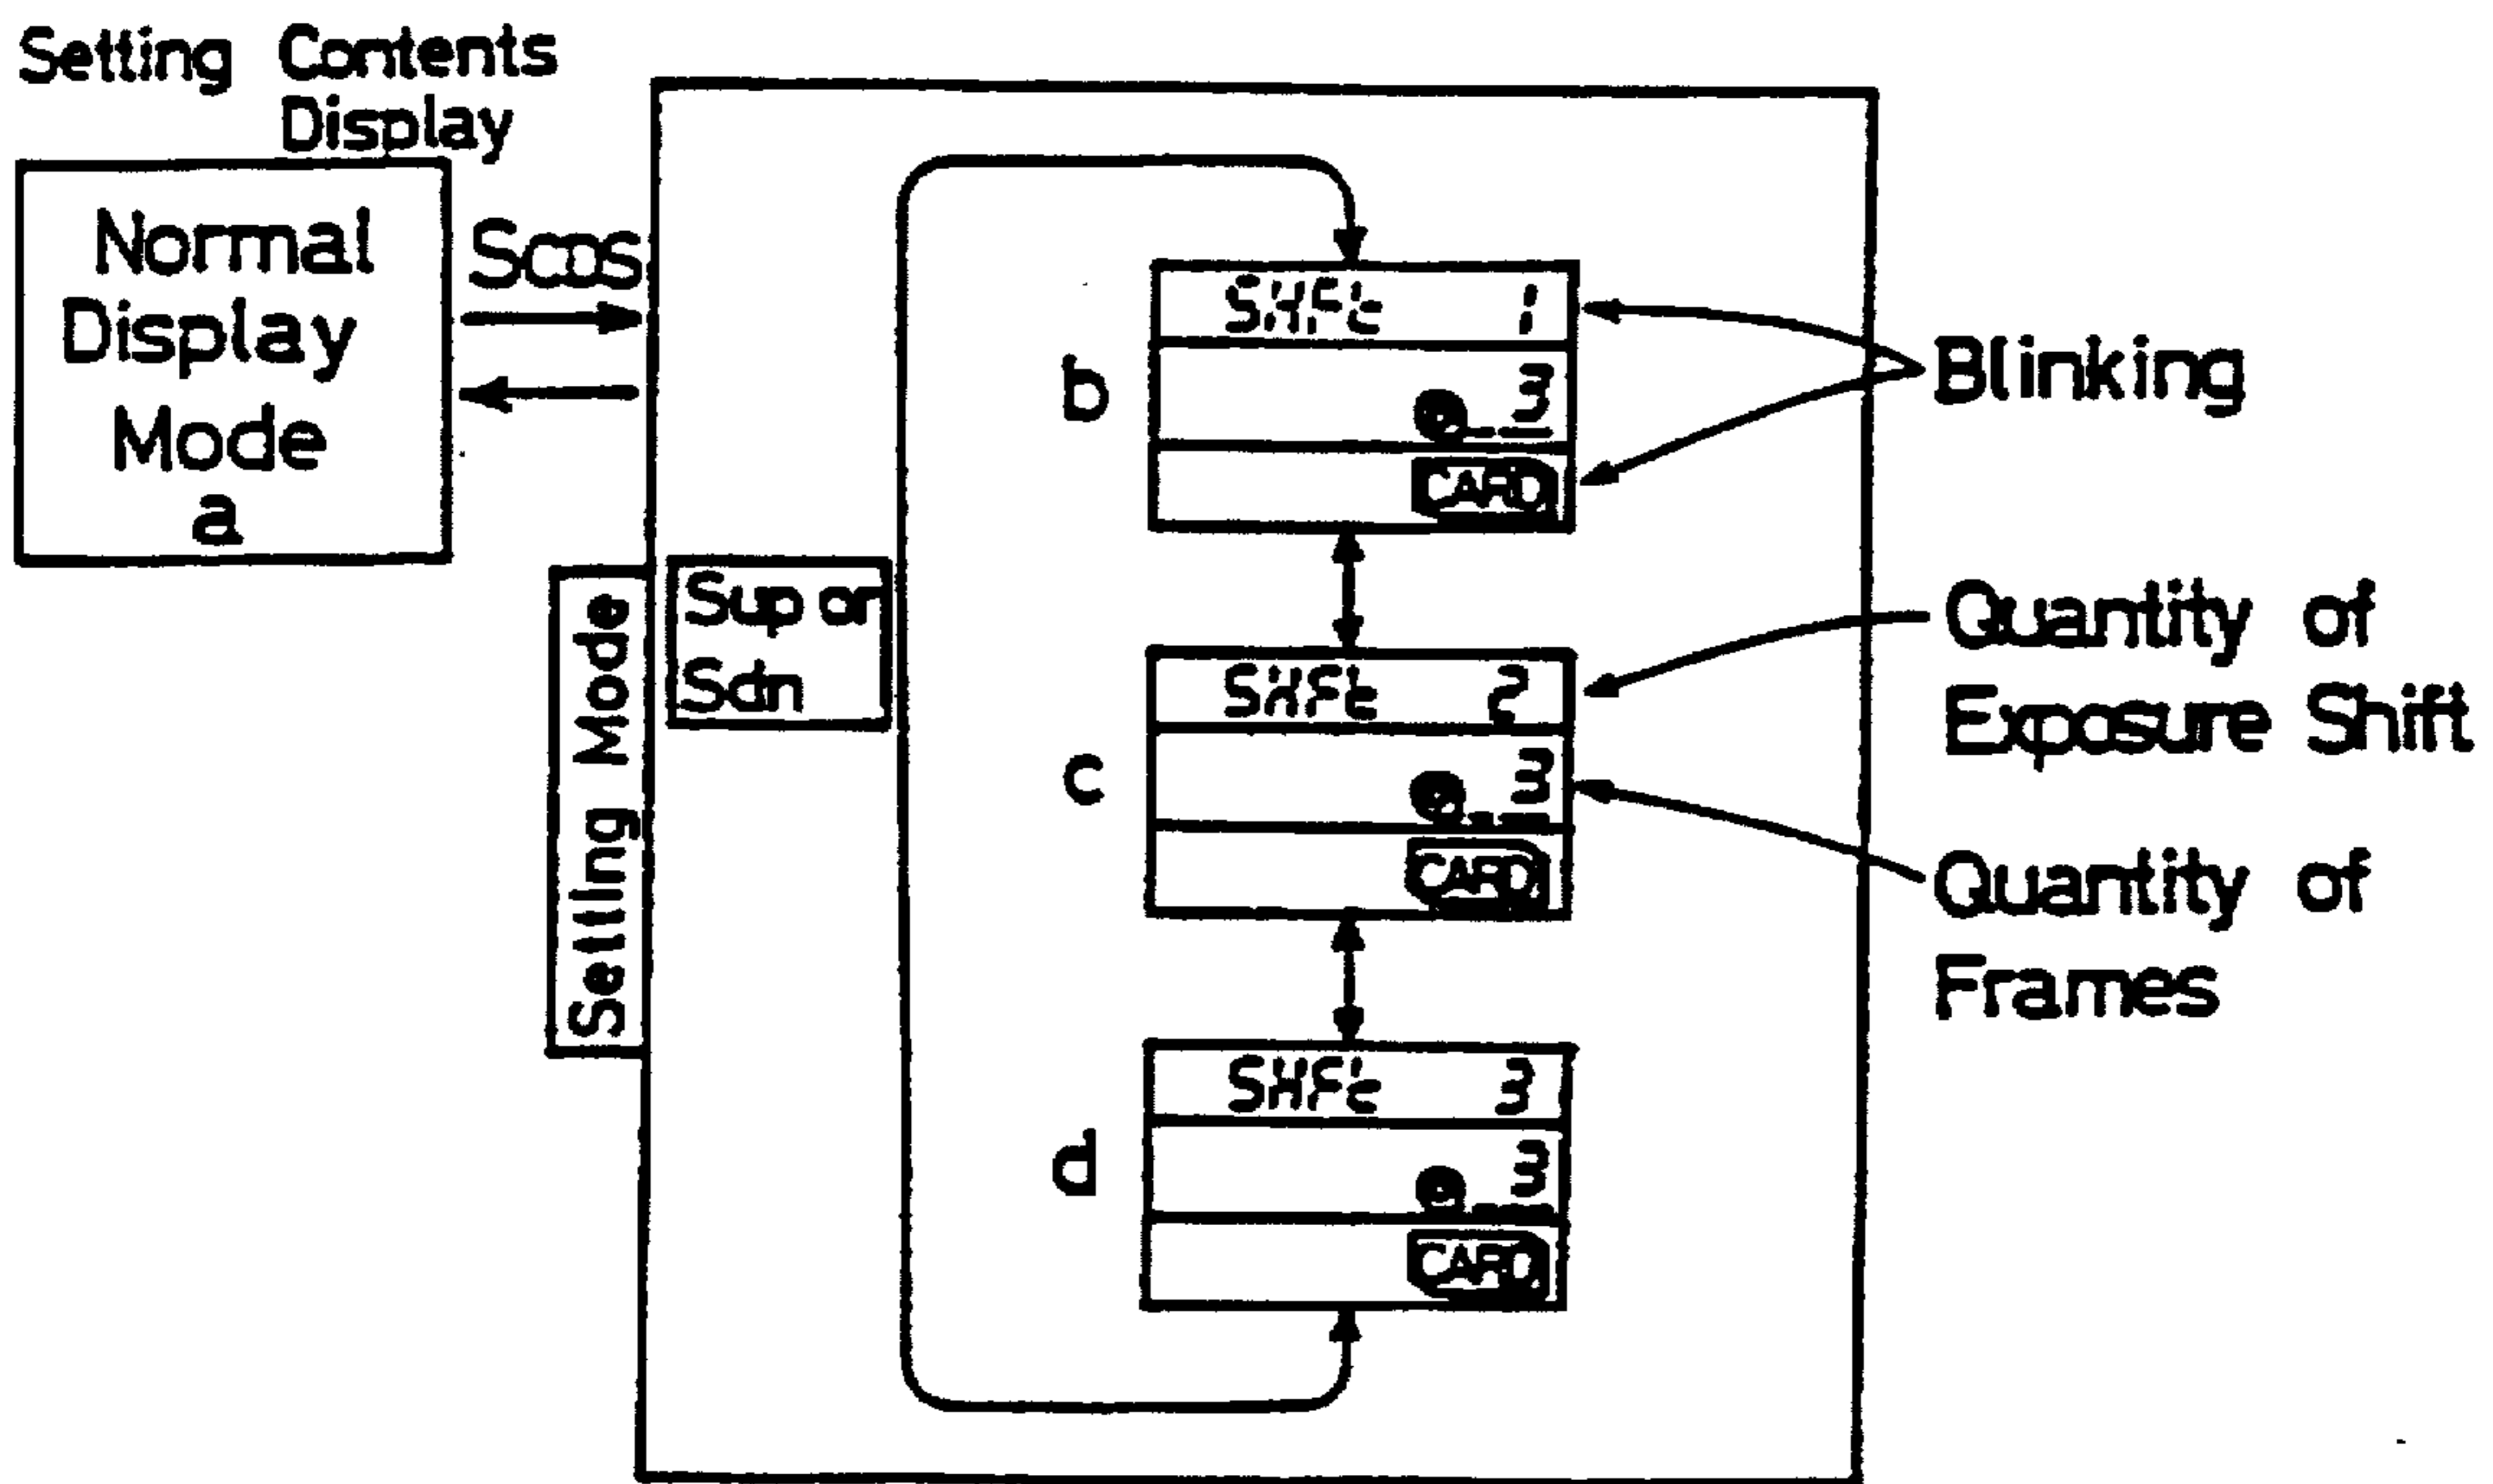 Setting Contents
Display
Normal
Display
Mode
a
Scds
Setting Mode
Sup or
Sdn
b
SHFt 1
3
CARD
Blinking
c
SHFt 2
3
CARD
Quantity of
Exposure Shift
Quantity of
Frames
d
SHFt 3
3
CARD